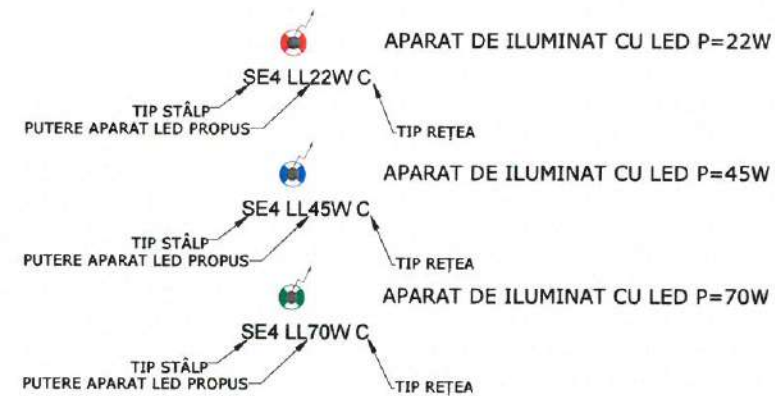 APARAT DE ILUMINAT CU LED P=22W
SE4 LL22W C
TIP STÂLP
PUTERE APARAT LED PROPUS
TIP REȚEA
APARAT DE ILUMINAT CU LED P=45W
SE4 LL45W C
TIP STÂLP
PUTERE APARAT LED PROPUS
TIP REȚEA
APARAT DE ILUMINAT CU LED P=70W
SE4 LL70W C
TIP STÂLP
PUTERE APARAT LED PROPUS
TIP REȚEA